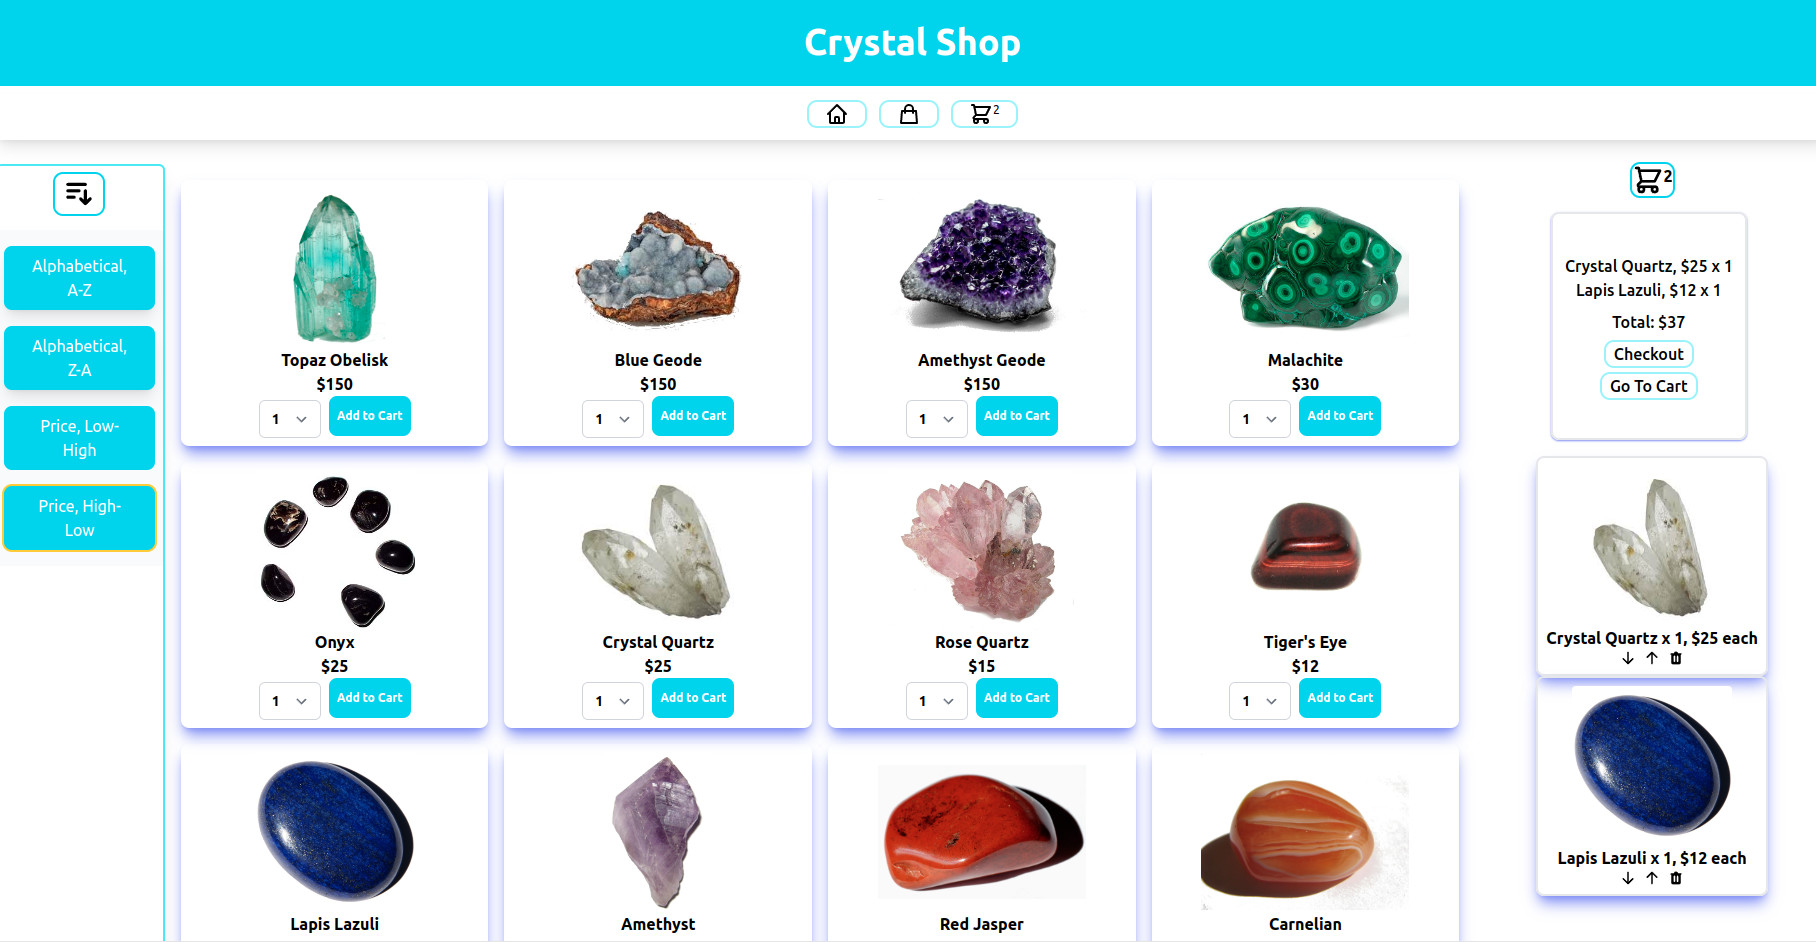 Crystal Shop
2
Alphabetical,
A-Z
Alphabetical,
Z-A
Price, Low-
High
Price, High-
Low
Topaz Obelisk
$150
1
Add to Cart
Blue Geode
$150
1
Add to Cart
Amethyst Geode
$150
1
Add to Cart
Malachite
$30
1
Add to Cart
Onyx
$25
1
Add to Cart
Crystal Quartz
$25
1
Add to Cart
Rose Quartz
$15
1
Add to Cart
Tiger's Eye
$12
1
Add to Cart
Lapis Lazuli
Amethyst
Red Jasper
Carnelian
2
Crystal Quartz, $25 x 1
Lapis Lazuli, $12 x 1
Total: $37
Checkout
Go To Cart
Crystal Quartz x 1, $25 each
Lapis Lazuli x 1, $12 each